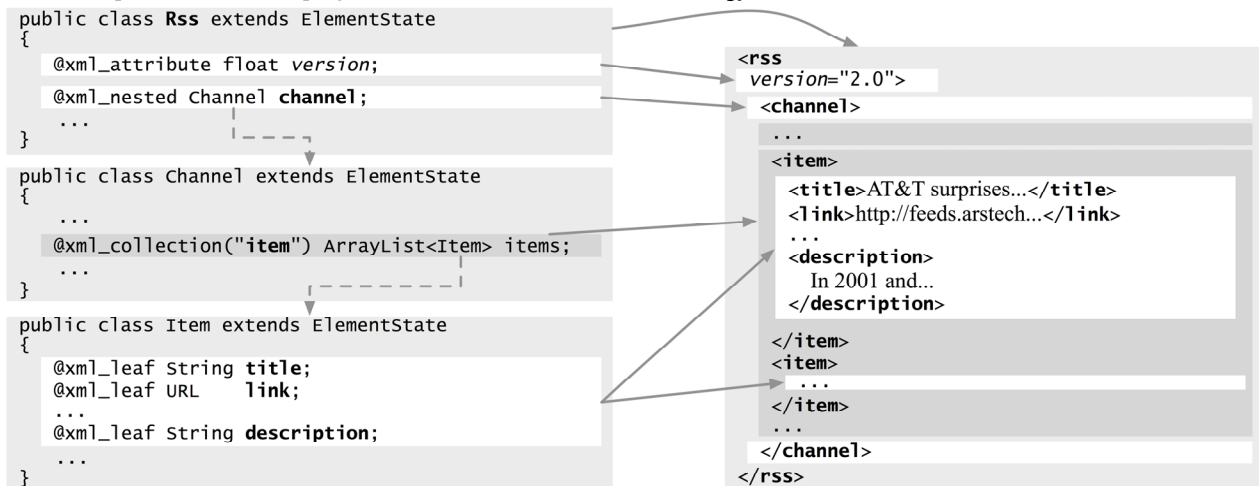 public class Rss extends ElementState
{
@xml_attribute float version;
@xml_nested Channel channel;
...
}
public class Channel extends ElementState
{
...
@xml_collection("item") ArrayList<Item> items;
...
}
public class Item extends ElementState
{
@xml_leaf String title;
@xml_leaf URL link;
...
@xml_leaf String description;
...
}
<rss
version="2.0">
<channel>
...
<item>
<title>AT&T surprises...</title>
<link>http://feeds.arstech...</link>
...
<description>
In 2001 and...
</description>
</item>
<item>
...
</item>
...
</channel>
</rss>